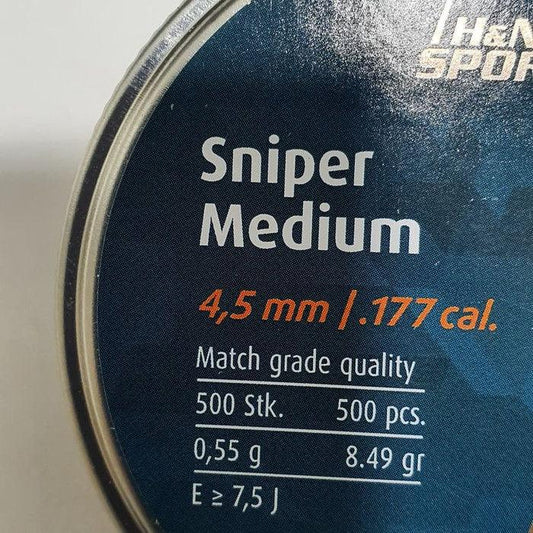 H&N
SPORT
Sniper
Medium
4,5 mm / .177 cal.
Match grade quality
500 Stk. 500 pcs.
0,55 g 8.49 gr
E ≥ 7,5 J